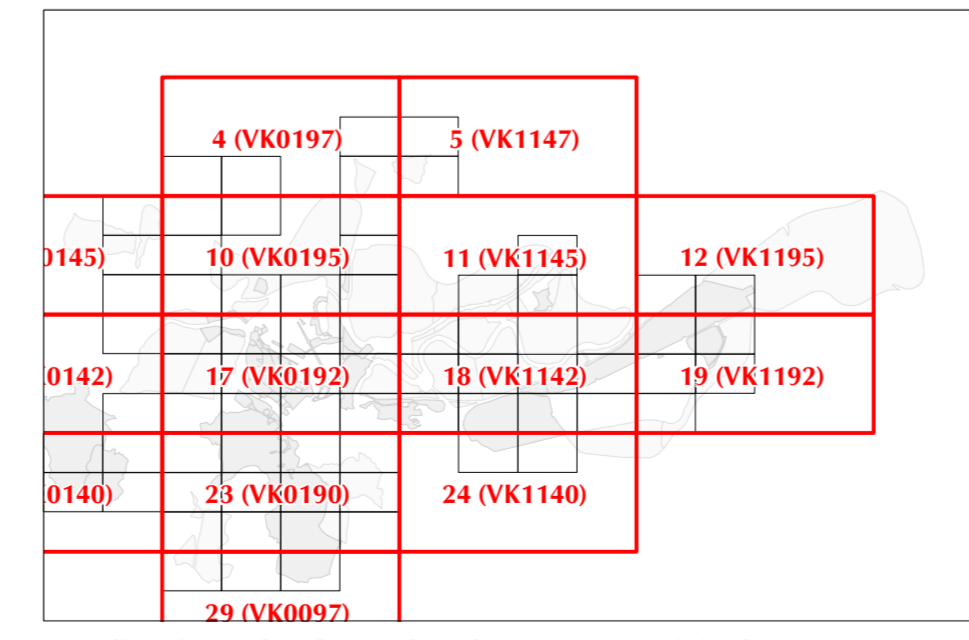 4 (VK0197) 5 (VK1147)
0145) 10 (VK0195) 11 (VK1145) 12 (VK1195)
0142) 17 (VK0192) 18 (VK1142) 19 (VK1192)
0140) 23 (VK0190) 24 (VK1140)
29 (VK0097)